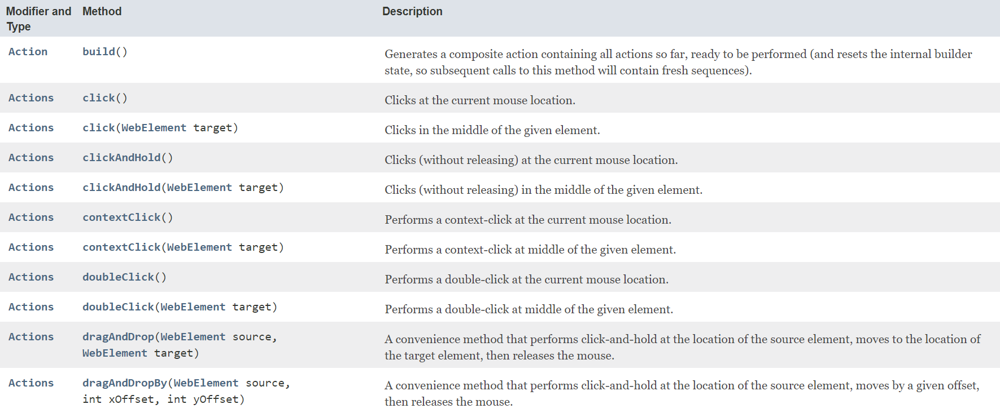 Modifier and Type Method Description
Action build() Generates a composite action containing all actions so far, ready to be performed (and resets the internal builder
state, so subsequent calls to this method will contain fresh sequences).
Actions click() Clicks at the current mouse location.
Actions click(WebElement target) Clicks in the middle of the given element.
Actions clickAndHold() Clicks (without releasing) at the current mouse location.
Actions clickAndHold(WebElement target) Clicks (without releasing) in the middle of the given element.
Actions contextClick() Performs a context-click at the current mouse location.
Actions contextClick(WebElement target) Performs a context-click at middle of the given element.
Actions doubleClick() Performs a double-click at the current mouse location.
Actions doubleClick(WebElement target) Performs a double-click at middle of the given element.
Actions dragAndDrop(WebElement source, A convenience method that performs click-and-hold at the location of the source element, moves to the location of
WebElement target) the target element, then releases the mouse.
Actions dragAndDropBy(WebElement source, A convenience method that performs click-and-hold at the location of the source element, moves by a given offset,
int xOffset, int yOffset) then releases the mouse.